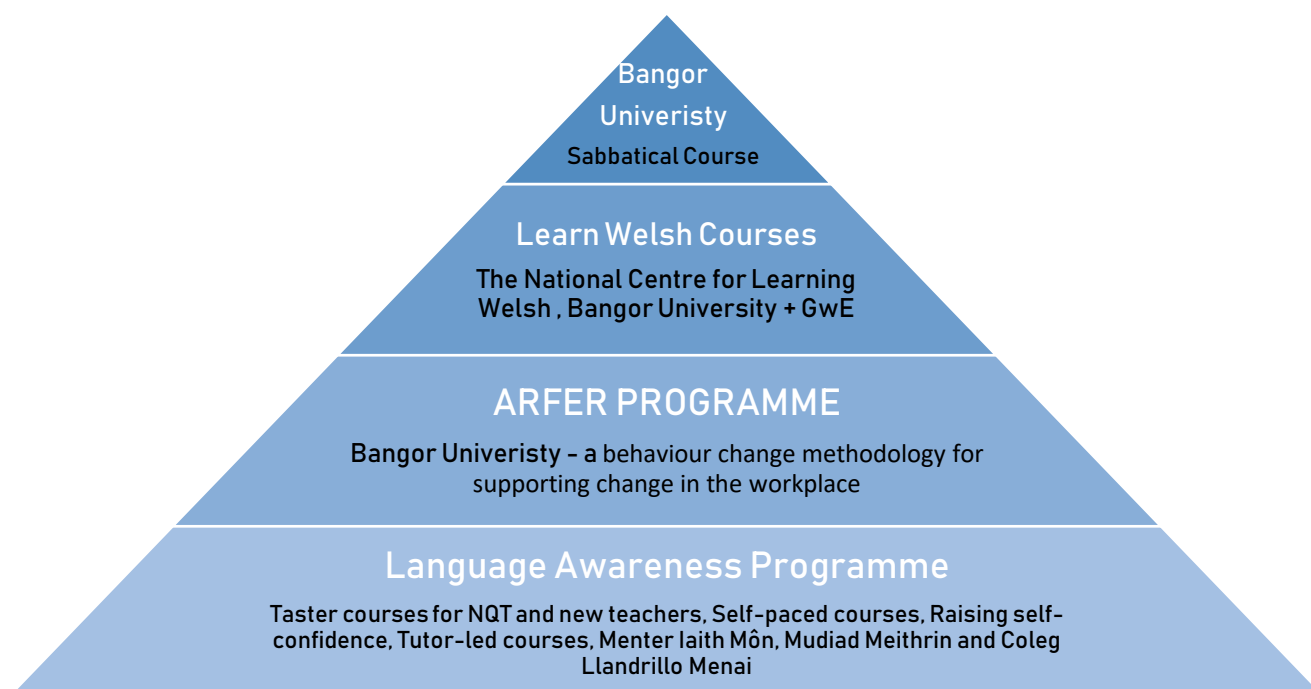 Bangor
Univeristy
Sabbatical Course
Learn Welsh Courses
The National Centre for Learning
Welsh , Bangor University + GwE
ARFER PROGRAMME
Bangor Univeristy - a behaviour change methodology for
supporting change in the workplace
Language Awareness Programme
Taster courses for NQT and new teachers, Self-paced courses, Raising self-
confidence, Tutor-led courses, Menter Iaith Môn, Mudiad Meithrin and Coleg
Llandrillo Menai